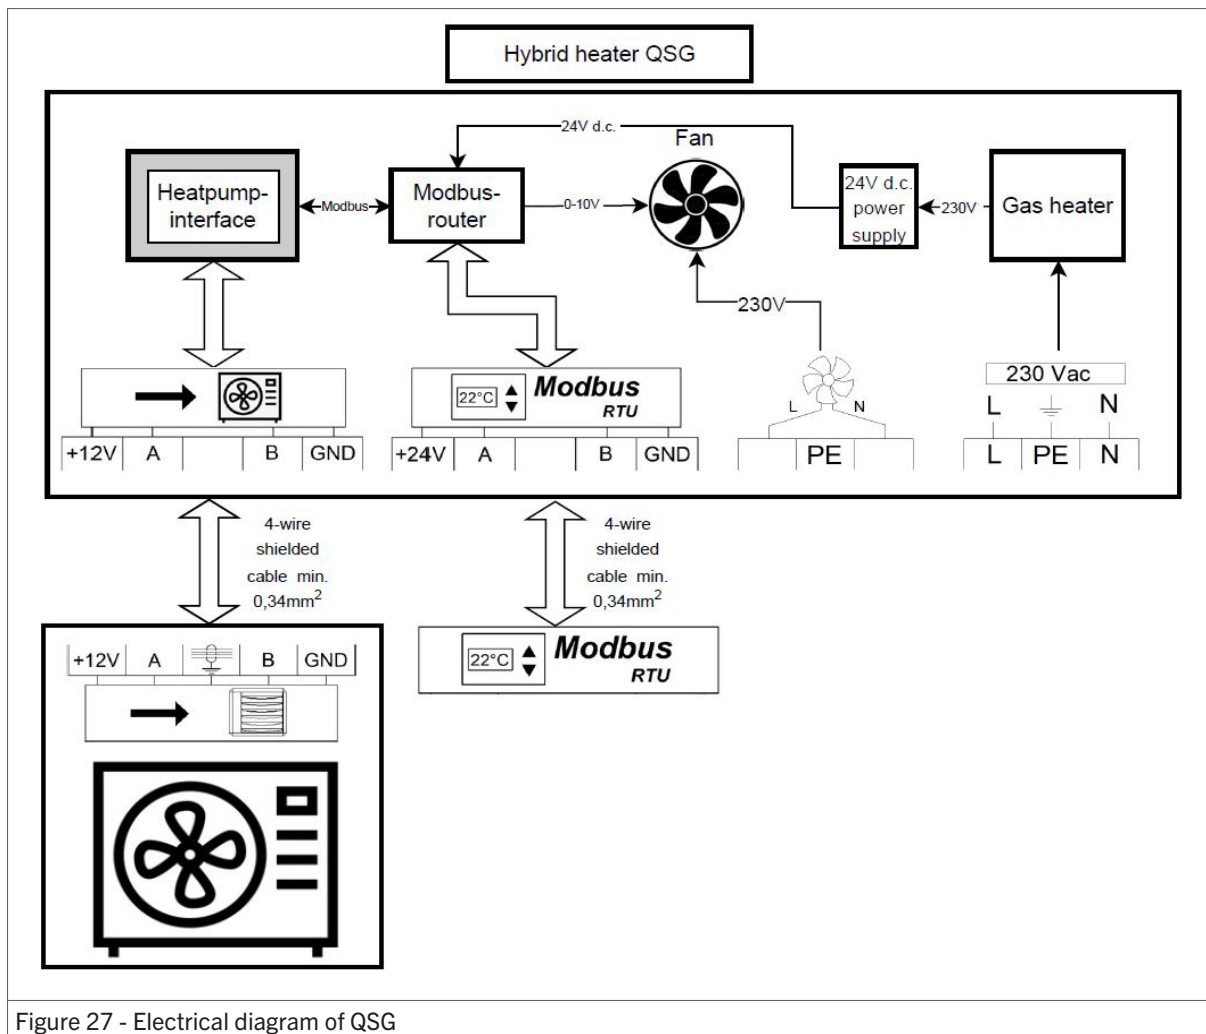 Hybrid heater QSG
24V d.c.
Fan
Heatpump-
interface
Modbus
Modbus-
router
0-10V
24V d.c.
power
supply
230V
Gas heater
230V
22°C
Modbus
RTU
L
N
230 Vac
L
N
+12V
A
B
GND
+24V
A
B
GND
PE
L
PE
N
4-wire
shielded
cable min.
0,34mm²
4-wire
shielded
cable min.
0,34mm²
+12V
A
B
GND
22°C
Modbus
RTU
Figure 27 - Electrical diagram of QSG